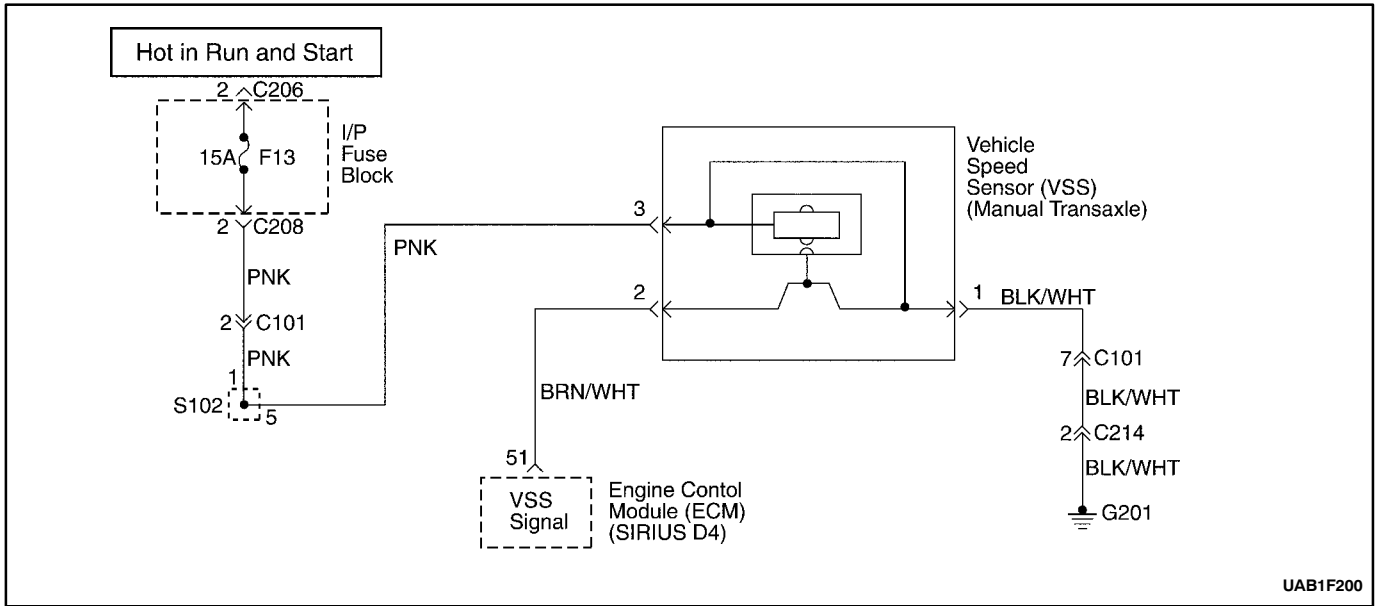 Hot in Run and Start
2 C206
15A F13
I/P
Fuse
Block
2 C208
PNK
2 C101
PNK
1
S102
5
PNK
3
2
Vehicle
Speed
Sensor (VSS)
(Manual Transaxle)
1 BLK/WHT
7 C101
BLK/WHT
2 C214
BLK/WHT
G201
BRN/WHT
51
VSS
Signal
Engine Contol
Module (ECM)
(SIRIUS D4)
UAB1F200